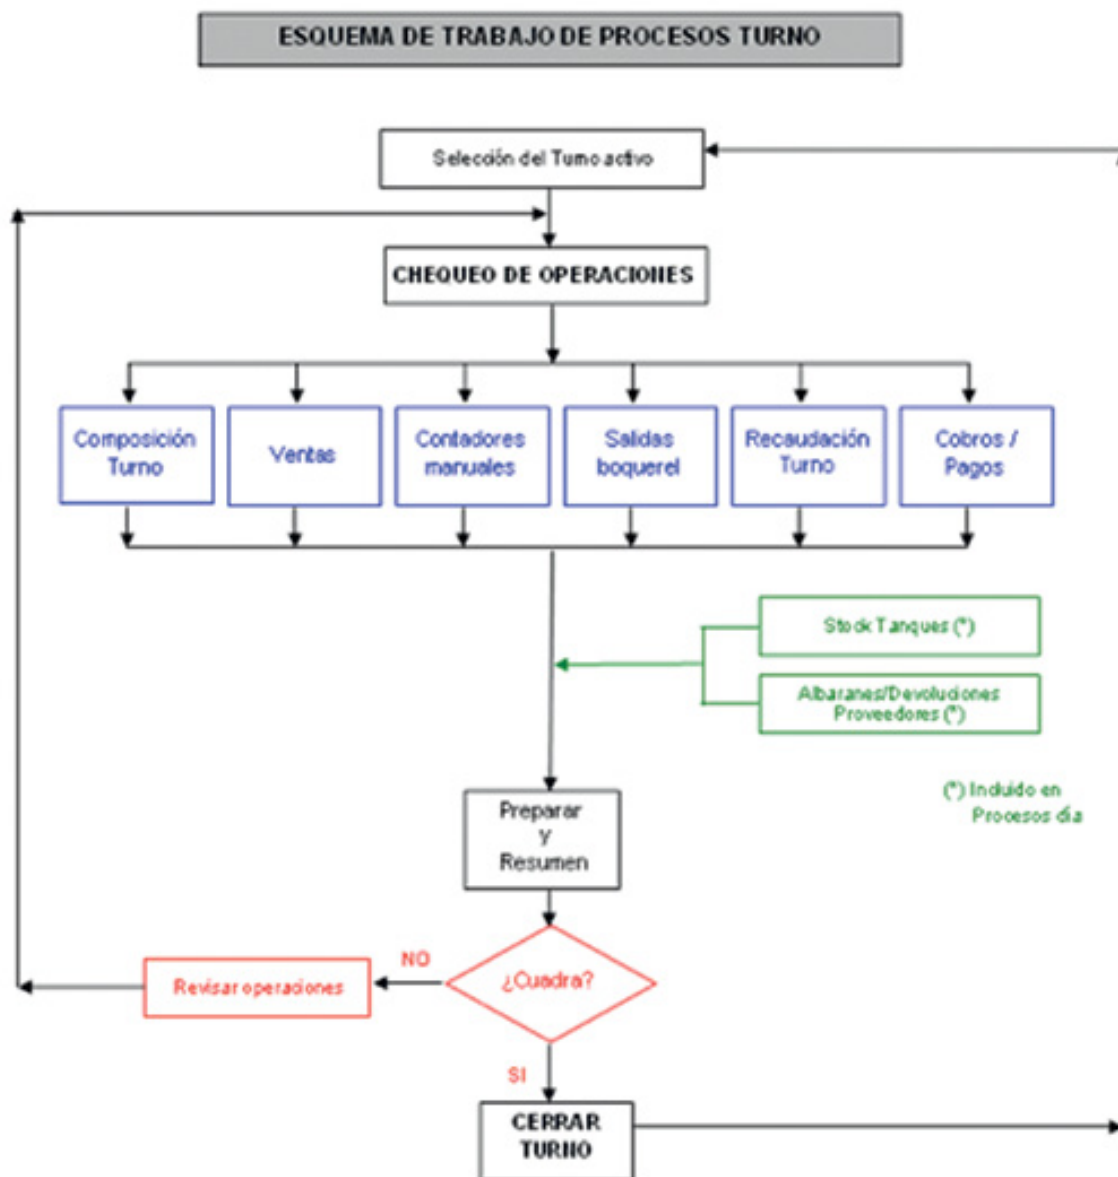 ESQUEMA DE TRABAJO DE PROCESOS TURNO
Selección del Turno activo
CHEQUEO DE OPERACIONES
Composición
Turno
Ventas
Contadores
manuales
Salidas
boquerel
Recaudación
Turno
Cobros /
Pagos
Stock Tanques (*)
Albaranes/Devoluciones
Proveedores (*)
(*) Incluido en
Procesos día
Preparar
y
Resumen
¿Cuadra?
NO
Revisar operaciones
SI
CERRAR
TURNO